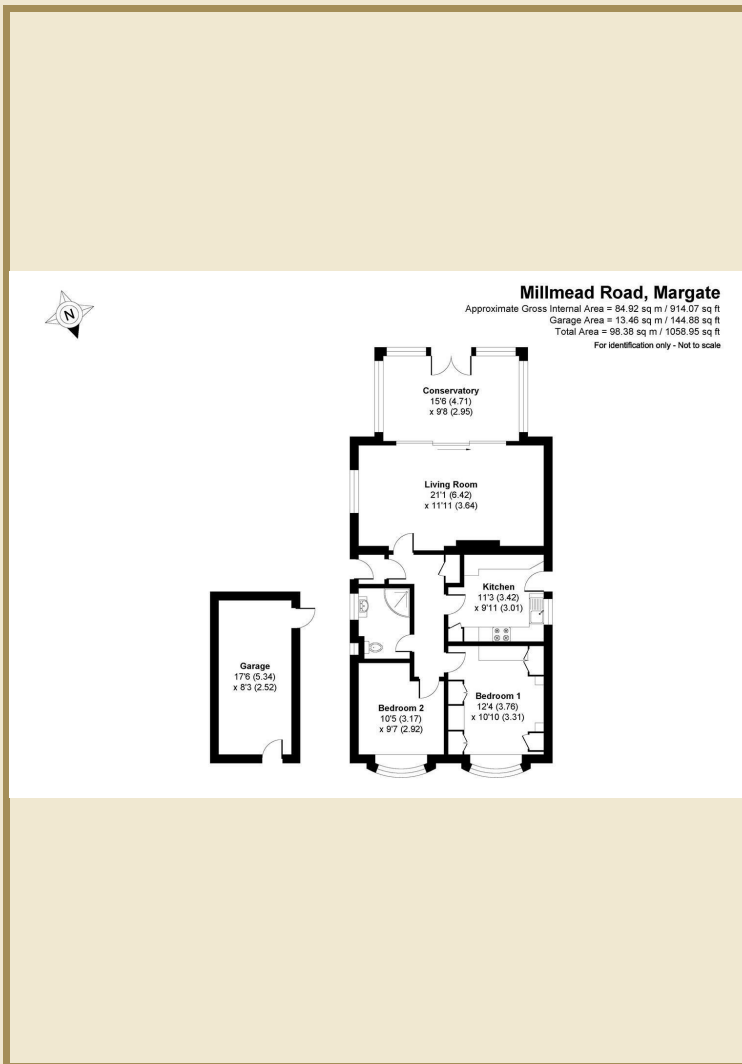 N
Millmead Road, Margate
Approximate Gross Internal Area = 84.92 sq m / 914.07 sq ft
Garage Area = 13.46 sq m / 144.88 sq ft
Total Area = 98.38 sq m / 1058.95 sq ft
For identification only - Not to scale
Conservatory
15'6 (4.71)
x 9'8 (2.95)
Living Room
21'1 (6.42)
x 11'11 (3.64)
Kitchen
11'3 (3.42)
x 9'11 (3.01)
Garage
17'6 (5.34)
x 8'3 (2.52)
Bedroom 2
10'5 (3.17)
x 9'7 (2.92)
Bedroom 1
12'4 (3.76)
x 10'10 (3.31)